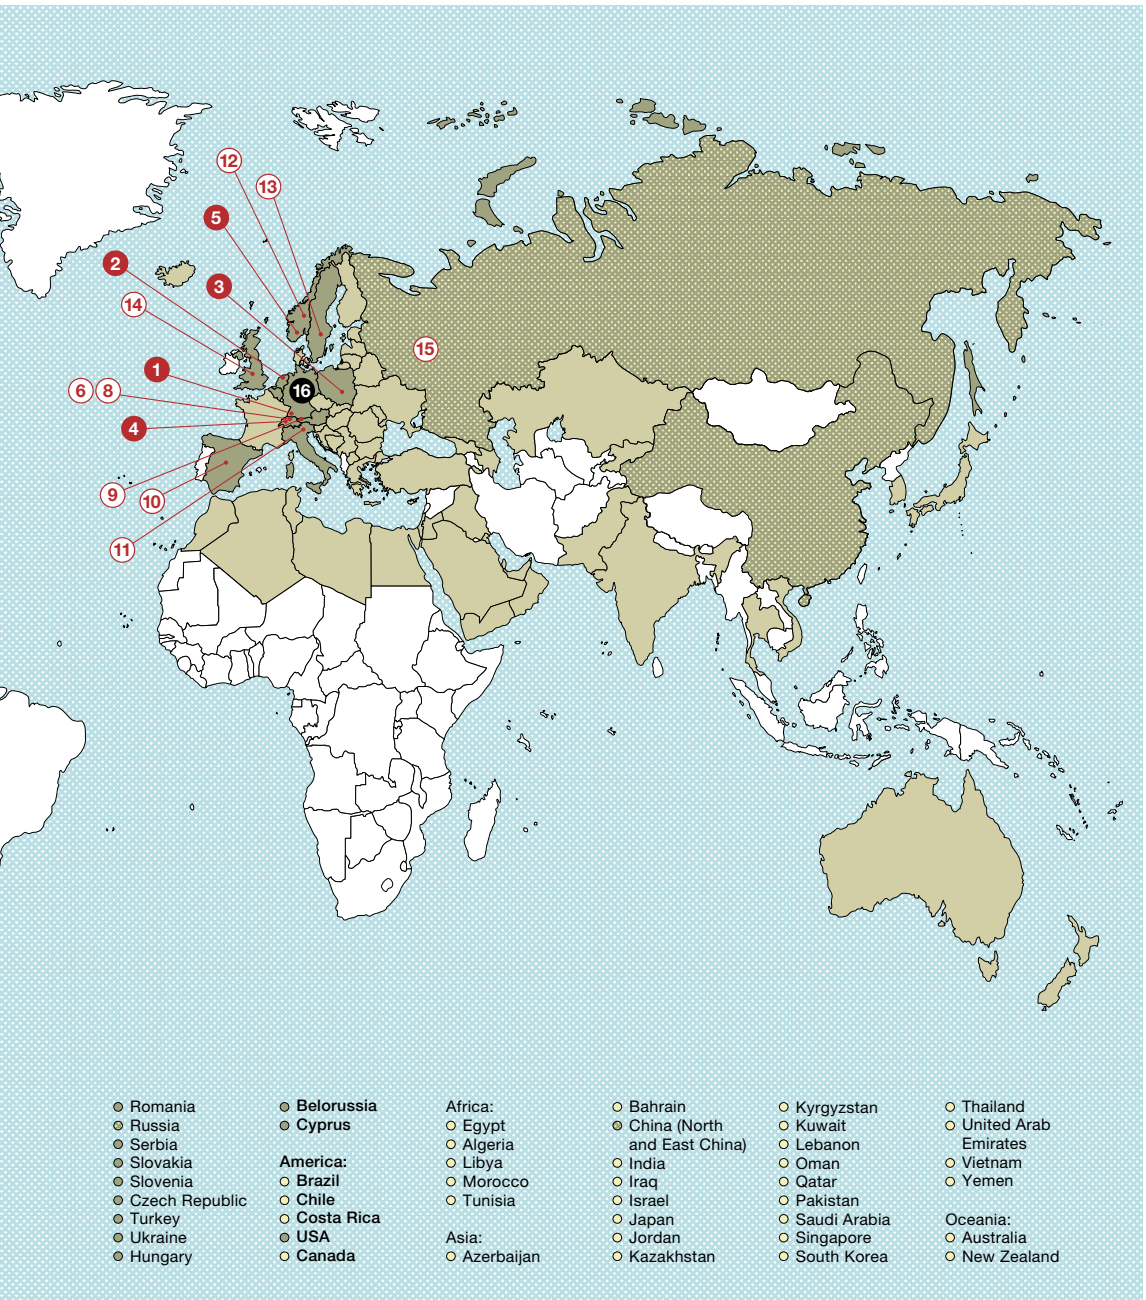 12
13
5
2
3
14
15
1
6 8
16
4
9
10
11
Romania
Russia
Serbia
Slovakia
Slovenia
Czech Republic
Turkey
Ukraine
Hungary
Belorussia
Cyprus
America:
Brazil
Chile
Costa Rica
USA
Canada
Africa:
Egypt
Algeria
Libya
Morocco
Tunisia
Asia:
Azerbaijan
Bahrain
China (North
and East China)
India
Iraq
Israel
Japan
Jordan
Kazakhstan
Kyrgyzstan
Kuwait
Lebanon
Oman
Qatar
Pakistan
Saudi Arabia
Singapore
South Korea
Thailand
United Arab
Emirates
Vietnam
Yemen
Oceania:
Australia
New Zealand